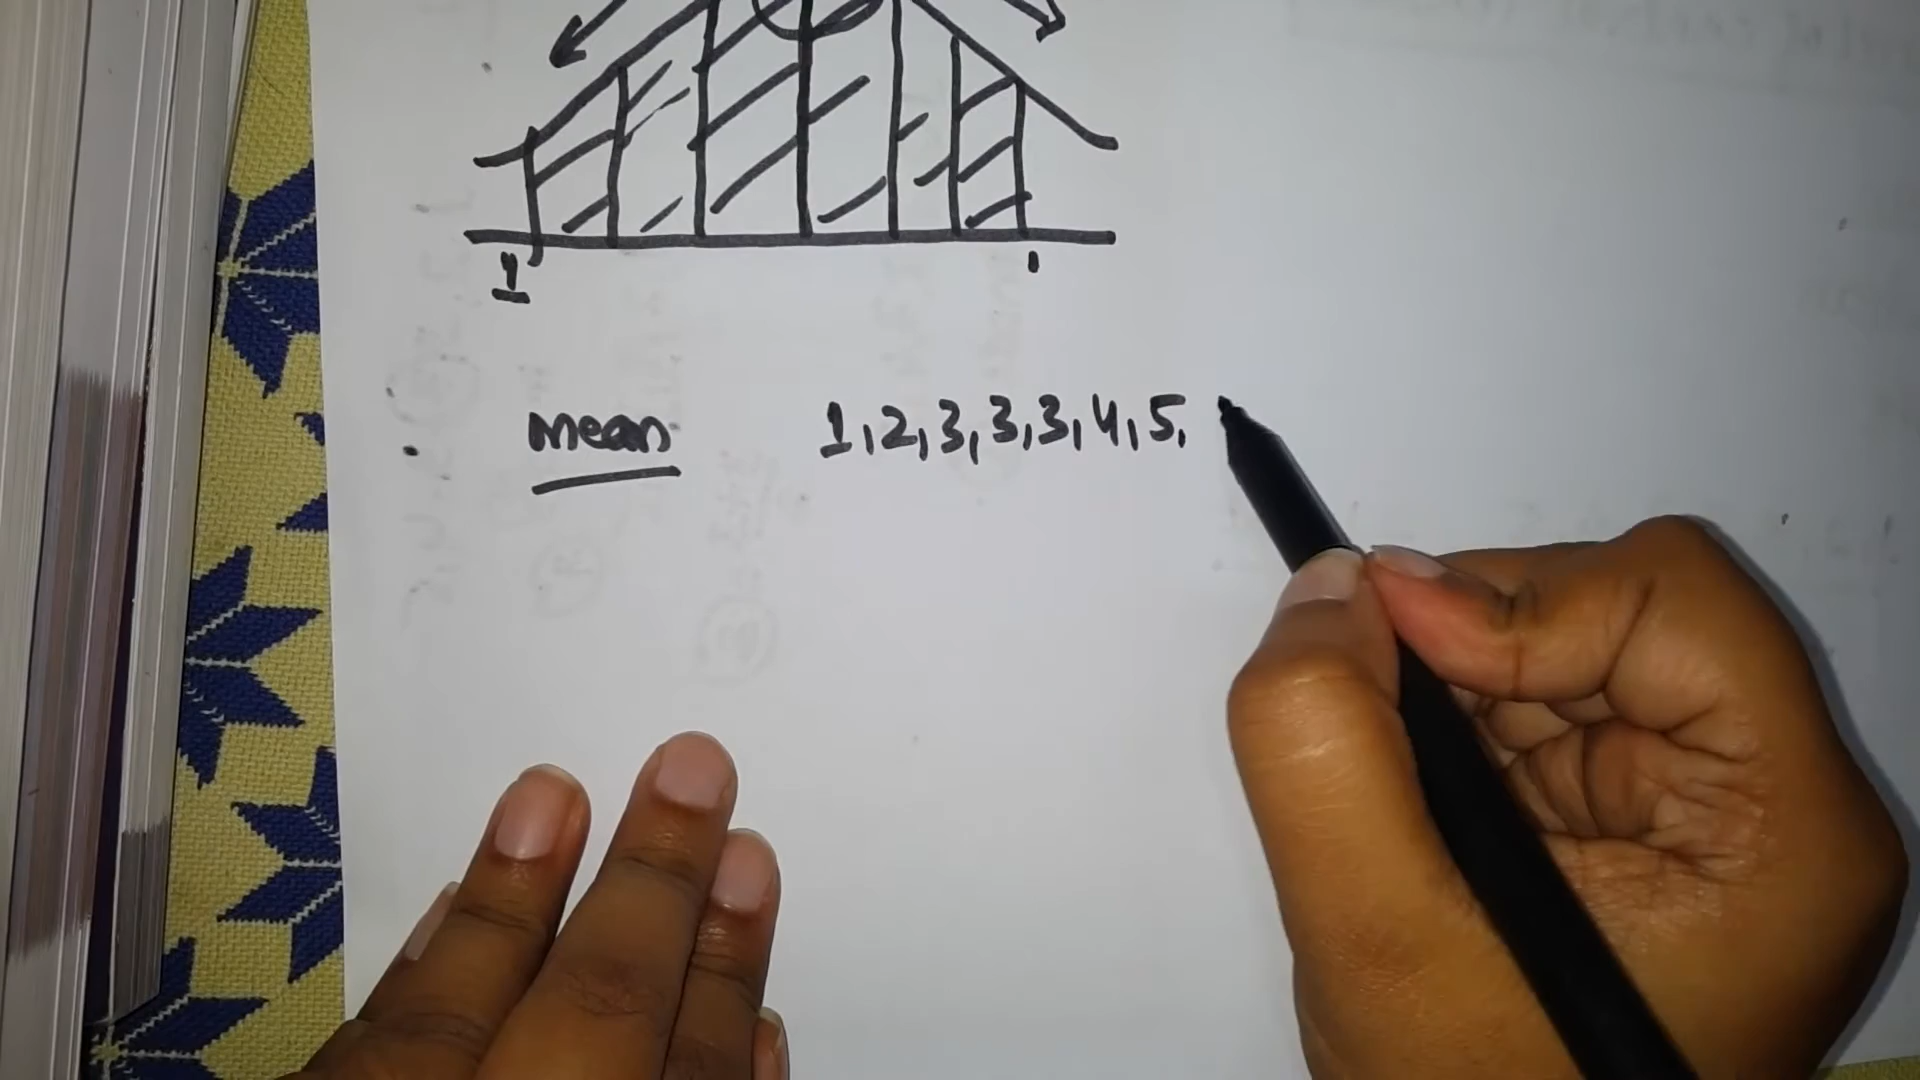 1
Mean 1, 2, 3, 3, 3, 4, 5,